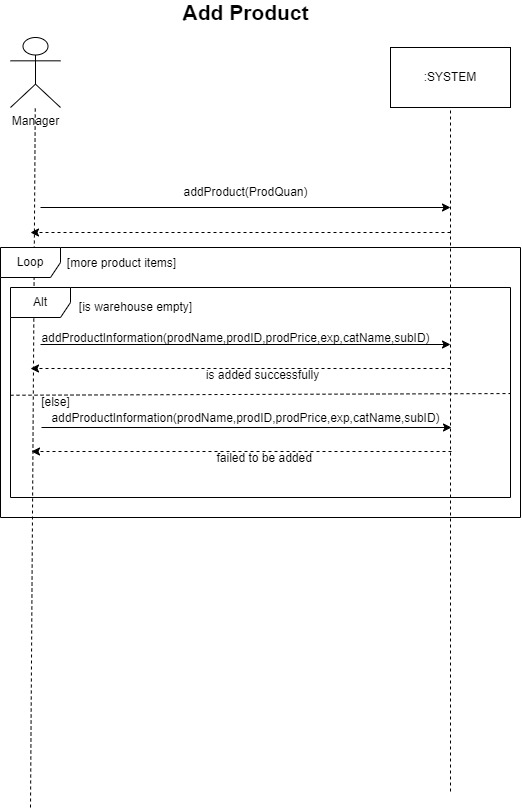 Add Product
:SYSTEM
Manager
addProduct(ProdQuan)
Loop
[more product items]
Alt
[is warehouse empty]
addProductInformation(prodName,prodID,prodPrice,exp,catName,subID)
is added successfully
[else]
addProductInformation(prodName,prodID,prodPrice,exp,catName,subID)
failed to be added